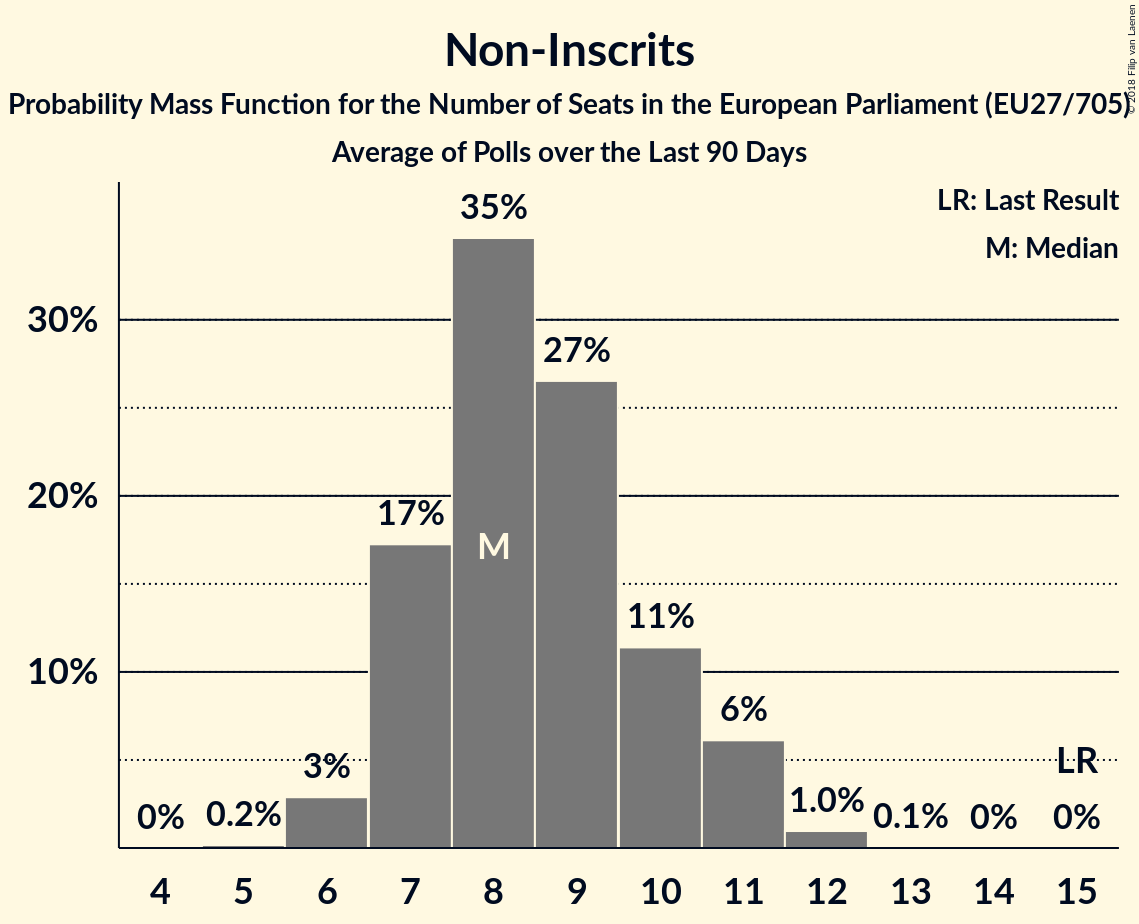 Non-Inscrits
Probability Mass Function for the Number of Seats in the European Parliament (EU27/705)
Average of Polls over the Last 90 Days
© 2018 Filip van Laenen
LR: Last Result
M: Median
35%
30%
27%
20%
17%
M
11%
10%
6%
3%
LR
0%
0.2%
1.0%
0.1%
0%
0%
4 5 6 7 8 9 10 11 12 13 14 15